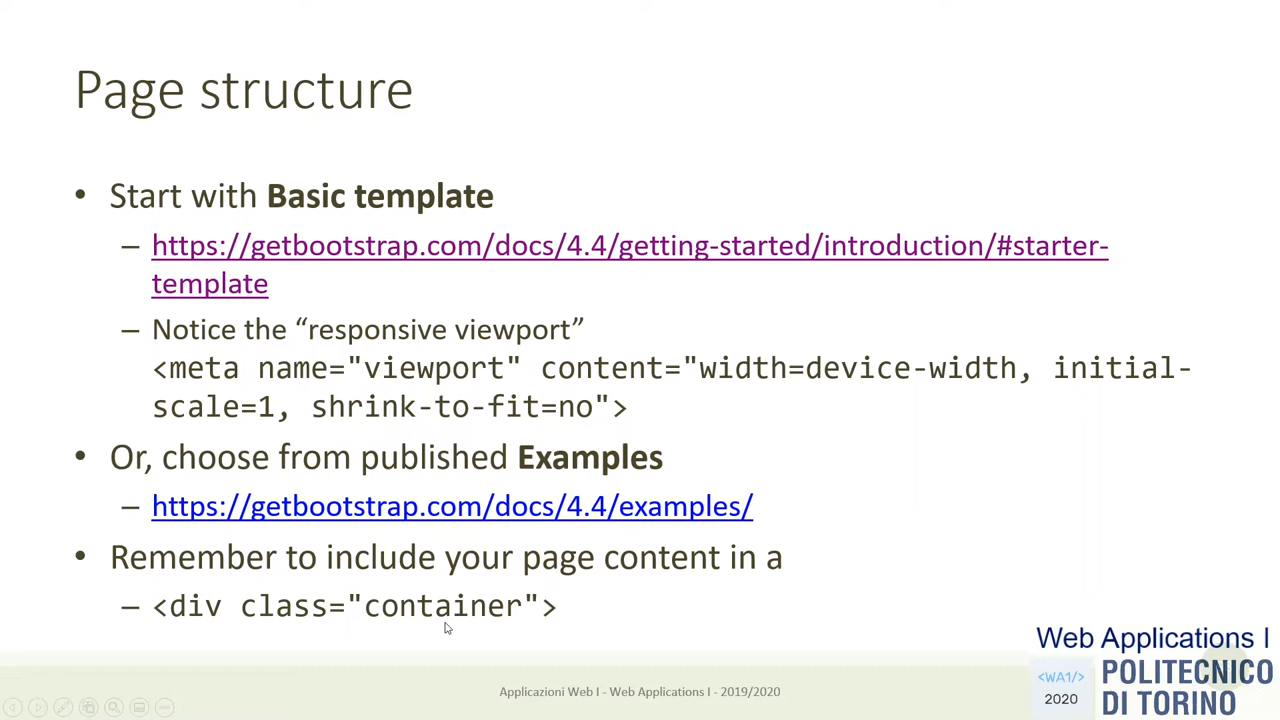 Page structure
• Start with Basic template
– https://getbootstrap.com/docs/4.4/getting-started/introduction/#starter-
template
– Notice the “responsive viewport”
<meta name="viewport" content="width=device-width, initial-
scale=1, shrink-to-fit=no">
• Or, choose from published Examples
– https://getbootstrap.com/docs/4.4/examples/
• Remember to include your page content in a
– <div class="container">
Applicazioni Web I - Web Applications I - 2019/2020
Web Applications I
<WA1/>
2020
POLITECNICO
DI TORINO